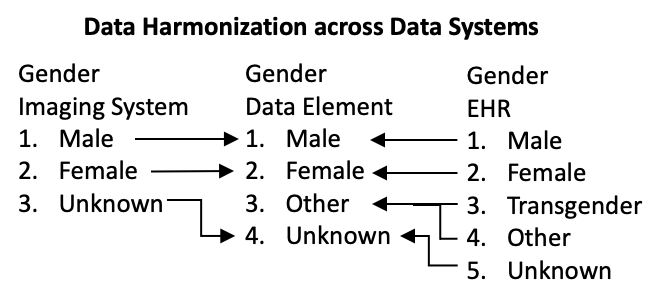 Data Harmonization across Data Systems
Gender
Imaging System
1. Male
2. Female
3. Unknown
Gender
Data Element
1. Male
2. Female
3. Other
4. Unknown
Gender
EHR
1. Male
2. Female
3. Transgender
4. Other
5. Unknown